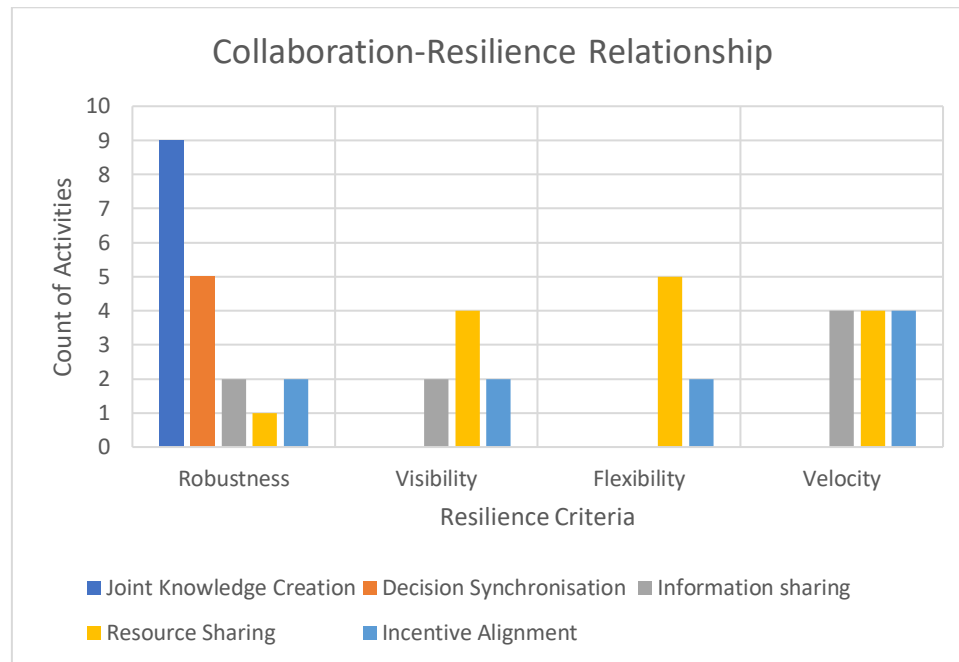 Collaboration-Resilience Relationship
Count of Activities
10
9
8
7
6
5
4
3
2
1
0
Robustness Visibility Flexibility Velocity
Resilience Criteria
Joint Knowledge Creation Decision Synchronisation Information sharing
Resource Sharing Incentive Alignment